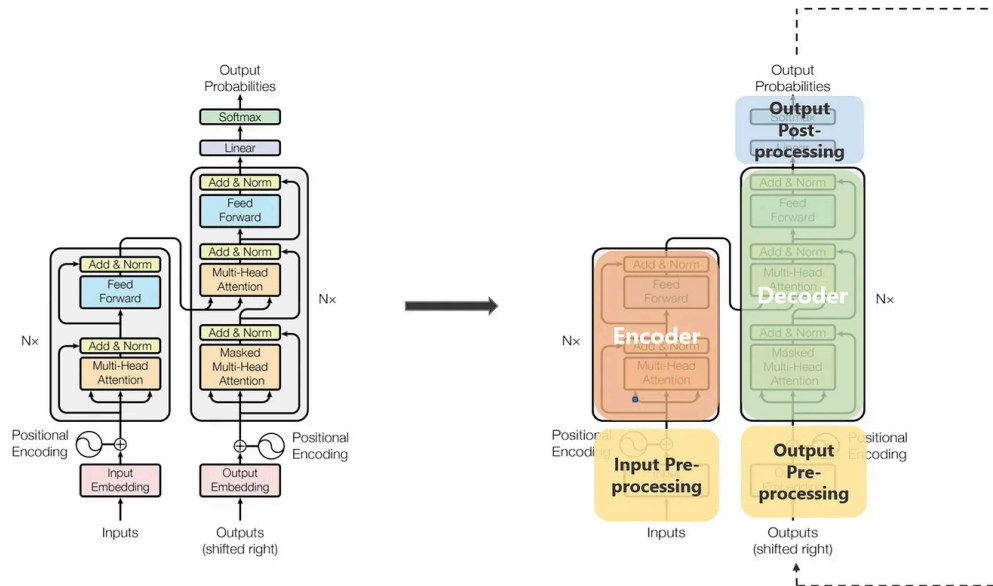 Output
Probabilities
Softmax
Linear
Add & Norm
Feed
Forward
Add & Norm
Multi-Head
Attention
Add & Norm
Masked
Multi-Head
Attention
Nx
Add & Norm
Feed
Forward
Add & Norm
Multi-Head
Attention
Nx
Positional
Encoding
Positional
Encoding
Input
Embedding
Output
Embedding
Inputs
Outputs
(shifted right)
Output
Probabilities
Softmax
Linear
Output
Post-
processing
Add & Norm
Feed
Forward
Add & Norm
Multi-Head
Attention
Decoder
Add & Norm
Masked
Multi-Head
Attention
Nx
Add & Norm
Feed
Forward
Encoder
Add & Norm
Multi-Head
Attention
Nx
Positional
Encoding
Input Pre-
processing
Output
Pre-
processing
Positional
Encoding
Inputs
Outputs
(shifted right)